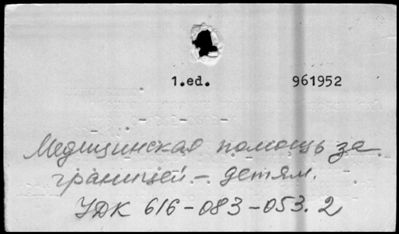 1.ed. 961952
Медицинская помощь за
границей. - детям.
УДК 616-083-053.2